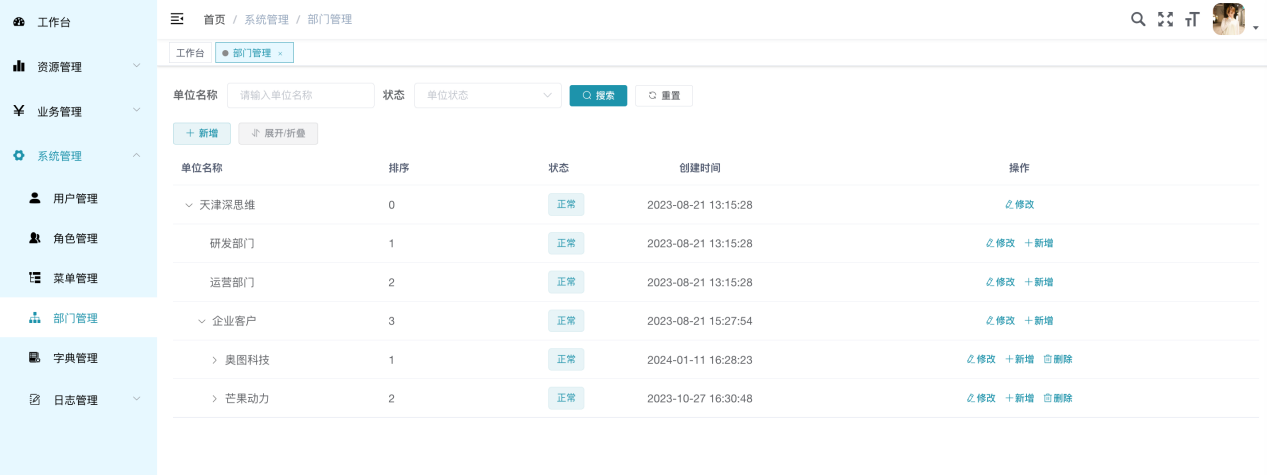 工作台
资源管理
业务管理
系统管理
用户管理
角色管理
菜单管理
部门管理
字典管理
日志管理
首页 / 系统管理 / 部门管理
工作台 部门管理 ×
单位名称 请输入单位名称 状态 单位状态 搜索 重置
新增 展开/折叠
单位名称 排序 状态 创建时间 操作
天津深思维 0 正常 2023-08-21 13:15:28 修改
研发部门 1 正常 2023-08-21 13:15:28 修改 新增
运营部门 2 正常 2023-08-21 13:15:28 修改 新增
企业客户 3 正常 2023-08-21 15:27:54 修改 新增
奥图科技 1 正常 2024-01-11 16:28:23 修改 新增 删除
芒果动力 2 正常 2023-10-27 16:30:48 修改 新增 删除